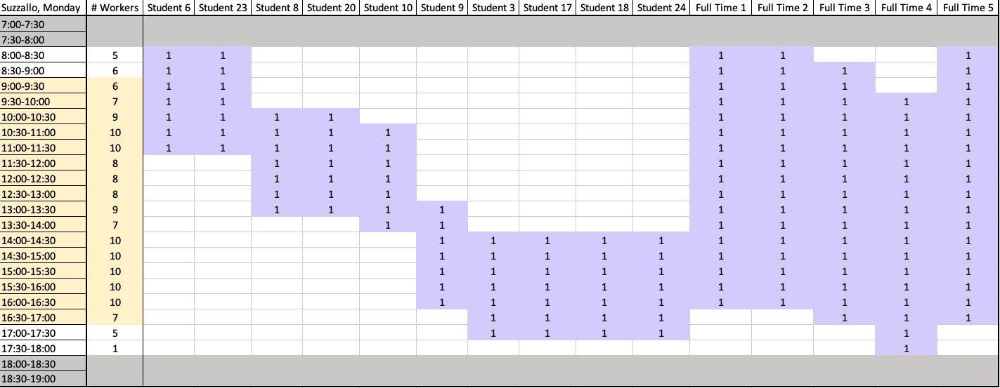 Suzzallo, Monday # Workers Student 6 Student 23 Student 8 Student 20 Student 10 Student 9 Student 3 Student 17 Student 18 Student 24 Full Time 1 Full Time 2 Full Time 3 Full Time 4 Full Time 5
7:00-7:30
7:30-8:00
8:00-8:30 5 1 1 1 1 1
8:30-9:00 6 1 1 1 1 1 1
9:00-9:30 6 1 1 1 1 1 1
9:30-10:00 7 1 1 1 1 1 1 1
10:00-10:30 9 1 1 1 1 1 1 1 1 1
10:30-11:00 10 1 1 1 1 1 1 1 1 1 1
11:00-11:30 10 1 1 1 1 1 1 1 1 1 1
11:30-12:00 8 1 1 1 1 1 1 1 1
12:00-12:30 8 1 1 1 1 1 1 1 1
12:30-13:00 8 1 1 1 1 1 1 1 1
13:00-13:30 9 1 1 1 1 1 1 1 1 1
13:30-14:00 7 1 1 1 1 1 1 1
14:00-14:30 10 1 1 1 1 1 1 1 1 1 1
14:30-15:00 10 1 1 1 1 1 1 1 1 1 1
15:00-15:30 10 1 1 1 1 1 1 1 1 1 1
15:30-16:00 10 1 1 1 1 1 1 1 1 1 1
16:00-16:30 10 1 1 1 1 1 1 1 1 1 1
16:30-17:00 7 1 1 1 1 1 1 1
17:00-17:30 5 1 1 1 1 1
17:30-18:00 1 1
18:00-18:30
18:30-19:00